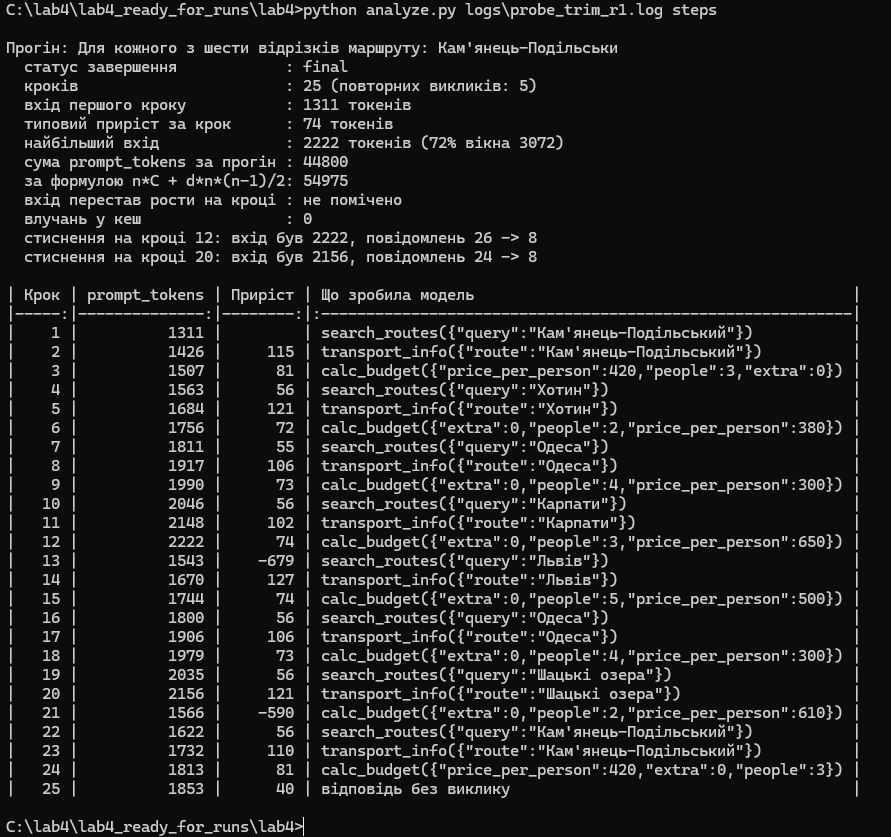 C:\lab4\lab4_ready_for_runs\lab4>python analyze.py logs\probe_trim_r1.log steps
Прогін: Для кожного з шести відрізків маршруту: Кам'янець-Подільськи
статус завершення : final
кроків : 25 (повторних викликів: 5)
вхід першого кроку : 1311 токенів
типовий приріст за крок : 74 токенів
найбільший вхід : 2222 токенів (72% вікна 3072)
сума prompt_tokens за прогін : 44800
за формулою n*C + d*n*(n-1)/2: 54975
вхід перестав рости на кроці : не помічено
влучань у кеш : 0
стиснення на кроці 12: вхід був 2222, повідомлень 26 -> 8
стиснення на кроці 20: вхід був 2156, повідомлень 24 -> 8
| Крок | prompt_tokens | Приріст | Що зробила модель |
|-----:|--------------:|--------:|:--------------------------------------------------------|
| 1 | 1311 | | search_routes({"query":"Кам'янець-Подільський"}) |
| 2 | 1426 | 115 | transport_info({"route":"Кам'янець-Подільський"}) |
| 3 | 1507 | 81 | calc_budget({"price_per_person":420,"people":3,"extra":0}) |
| 4 | 1563 | 56 | search_routes({"query":"Хотин"}) |
| 5 | 1684 | 121 | transport_info({"route":"Хотин"}) |
| 6 | 1756 | 72 | calc_budget({"extra":0,"people":2,"price_per_person":380}) |
| 7 | 1811 | 55 | search_routes({"query":"Одеса"}) |
| 8 | 1917 | 106 | transport_info({"route":"Одеса"}) |
| 9 | 1990 | 73 | calc_budget({"extra":0,"people":4,"price_per_person":300}) |
| 10 | 2046 | 56 | search_routes({"query":"Карпати"}) |
| 11 | 2148 | 102 | transport_info({"route":"Карпати"}) |
| 12 | 2222 | 74 | calc_budget({"extra":0,"people":3,"price_per_person":650}) |
| 13 | 1543 | -679 | search_routes({"query":"Львів"}) |
| 14 | 1670 | 127 | transport_info({"route":"Львів"}) |
| 15 | 1744 | 74 | calc_budget({"extra":0,"people":5,"price_per_person":500}) |
| 16 | 1800 | 56 | search_routes({"query":"Одеса"}) |
| 17 | 1906 | 106 | transport_info({"route":"Одеса"}) |
| 18 | 1979 | 73 | calc_budget({"extra":0,"people":4,"price_per_person":300}) |
| 19 | 2035 | 56 | search_routes({"query":"Шацькі озера"}) |
| 20 | 2156 | 121 | transport_info({"route":"Шацькі озера"}) |
| 21 | 1566 | -590 | calc_budget({"extra":0,"people":2,"price_per_person":610}) |
| 22 | 1622 | 56 | search_routes({"query":"Кам'янець-Подільський"}) |
| 23 | 1732 | 110 | transport_info({"route":"Кам'янець-Подільський"}) |
| 24 | 1813 | 81 | calc_budget({"price_per_person":420,"extra":0,"people":3}) |
| 25 | 1853 | 40 | відповідь без виклику |
C:\lab4\lab4_ready_for_runs\lab4>